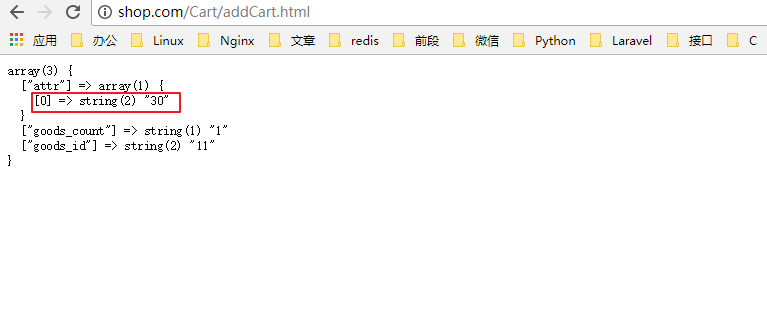 shop.com/Cart/addCart.html
应用 办公 Linux Nginx 文章 redis 前段 微信 Python Laravel 接口 C
array(3) {
["attr"] => array(1) {
[0] => string(2) "30"
}
["goods_count"] => string(1) "1"
["goods_id"] => string(2) "11"
}